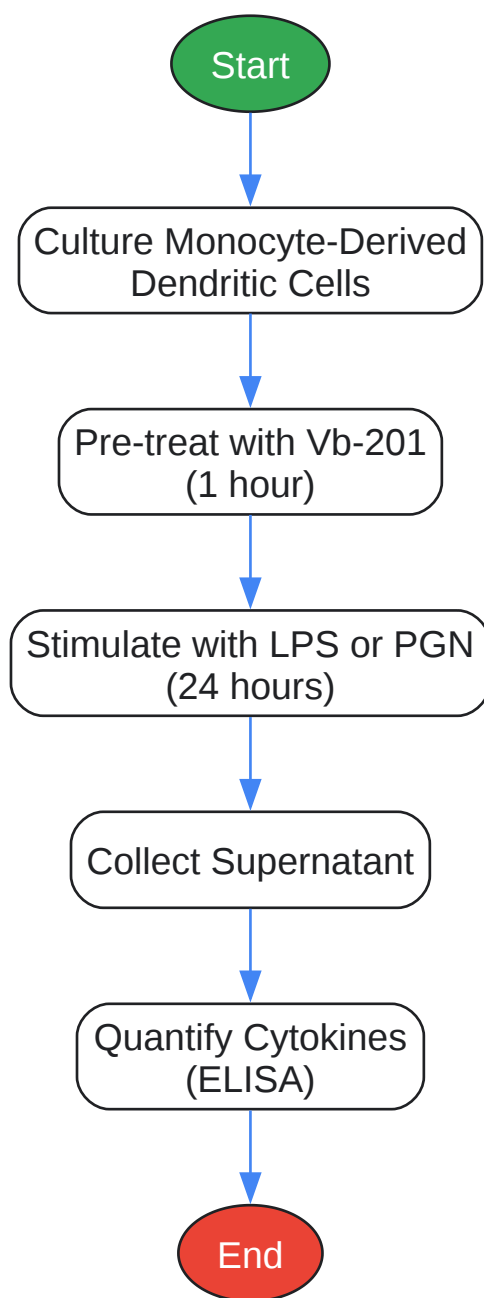 Start
Culture Monocyte-Derived
Dendritic Cells
Pre-treat with Vb-201
(1 hour)
Stimulate with LPS or PGN
(24 hours)
Collect Supernatant
Quantify Cytokines
(ELISA)
End